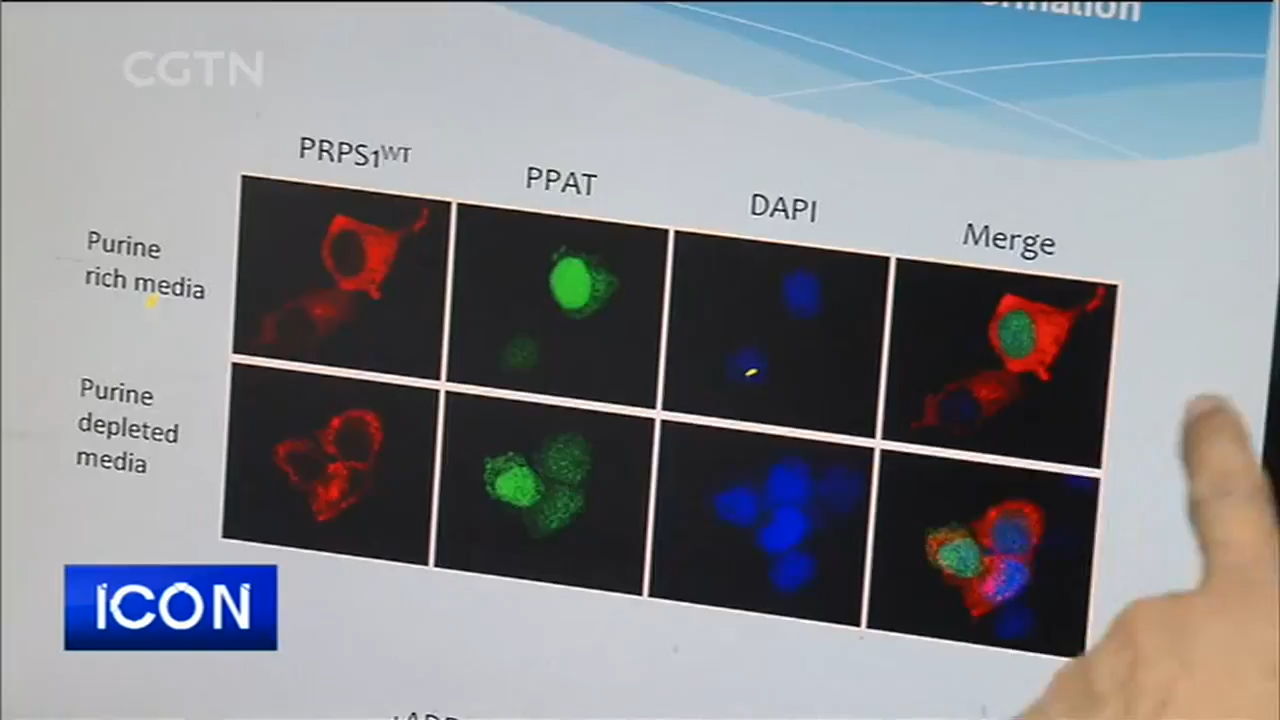 CGTN
PRPS1ᵂᵀ
PPAT
DAPI
Merge
Purine
rich media
Purine
depleted
media
ICON